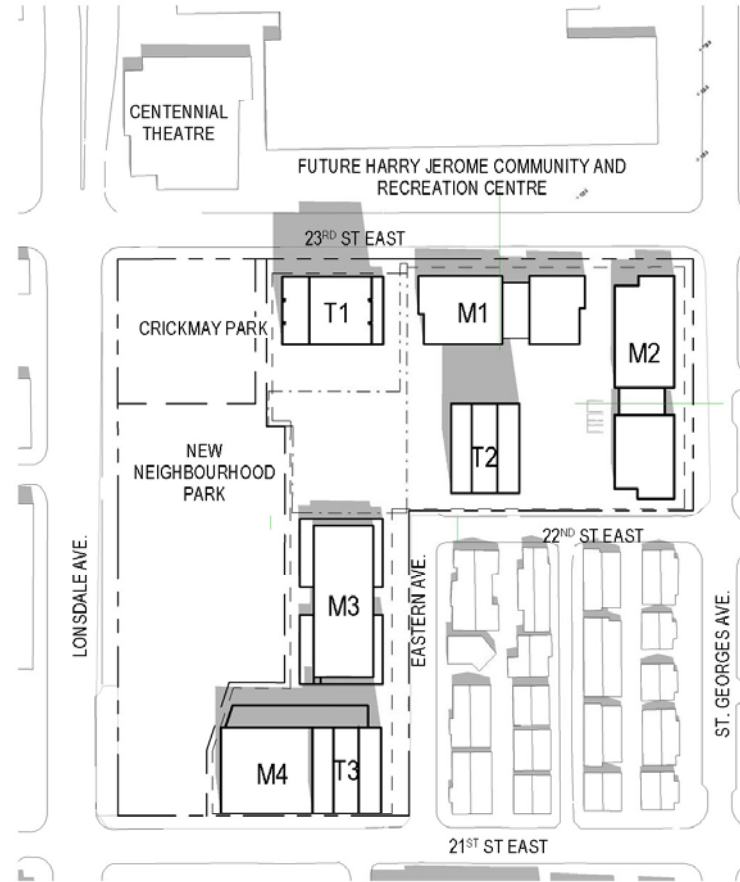 CENTENNIAL
THEATRE
FUTURE HARRY JEROME COMMUNITY AND
RECREATION CENTRE
23RD ST EAST
T1
M1
CRICKMAY PARK
M2
T2
NEW
NEIGHBOURHOOD
PARK
22ND ST EAST
LONSDALE AVE.
EASTERN AVE.
M3
ST. GEORGES AVE.
M4
T3
21ST ST EAST